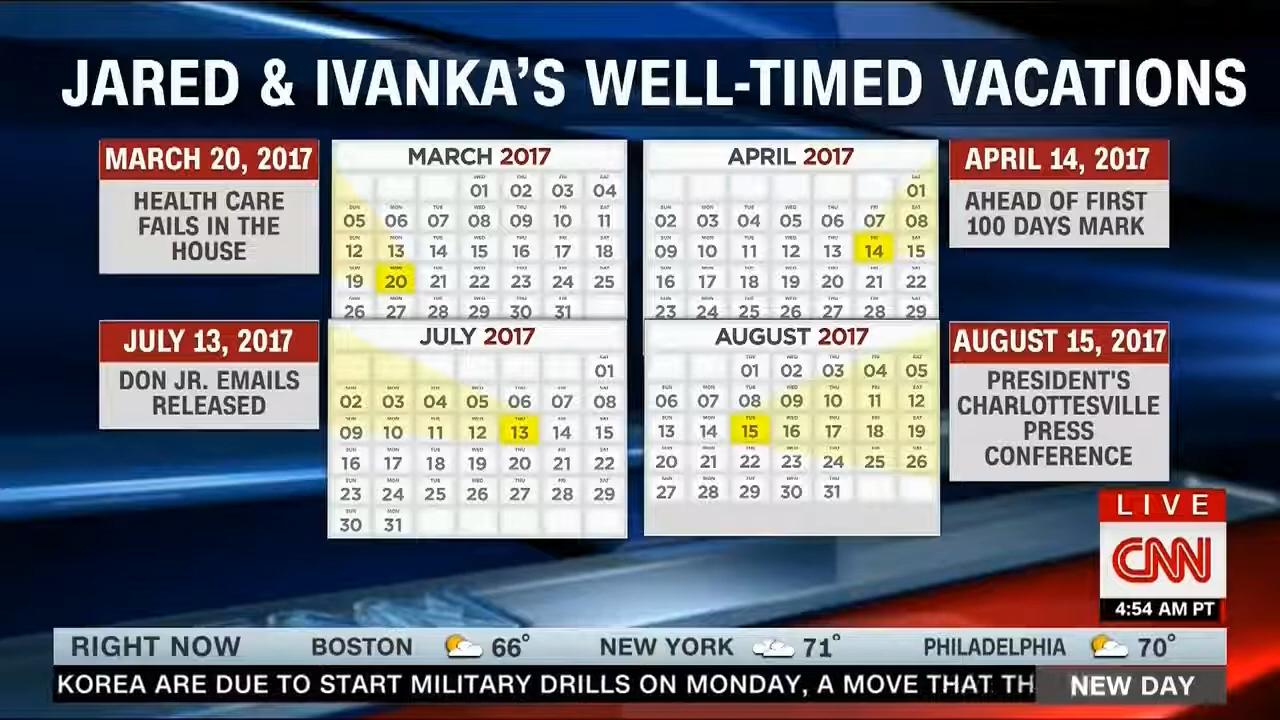 JARED & IVANKA'S WELL-TIMED VACATIONS
MARCH 20, 2017
HEALTH CARE
FAILS IN THE
HOUSE
MARCH 2017
WED
01 02 03 04
SUN MON TUE WED THU FRI SAT
05 06 07 08 09 10 11
12 13 14 15 16 17 18
19 20 21 22 23 24 25
26 27 28 29 30 31
APRIL 2017
SAT
01
02 03 04 05 06 07 08
09 10 11 12 13 14 15
16 17 18 19 20 21 22
23 24 25 26 27 28 29
APRIL 14, 2017
AHEAD OF FIRST
100 DAYS MARK
JULY 13, 2017
DON JR. EMAILS
RELEASED
JULY 2017
SAT
01
02 03 04 05 06 07 08
09 10 11 12 13 14 15
16 17 18 19 20 21 22
23 24 25 26 27 28 29
30 31
AUGUST 2017
01 02 03 04 05
06 07 08 09 10 11 12
13 14 15 16 17 18 19
20 21 22 23 24 25 26
27 28 29 30 31
AUGUST 15, 2017
PRESIDENT'S
CHARLOTTESVILLE
PRESS
CONFERENCE
LIVE
CNN
4:54 AM PT
RIGHT NOW BOSTON 66° NEW YORK 71° PHILADELPHIA 70°
KOREA ARE DUE TO START MILITARY DRILLS ON MONDAY, A MOVE THAT TH
NEW DAY